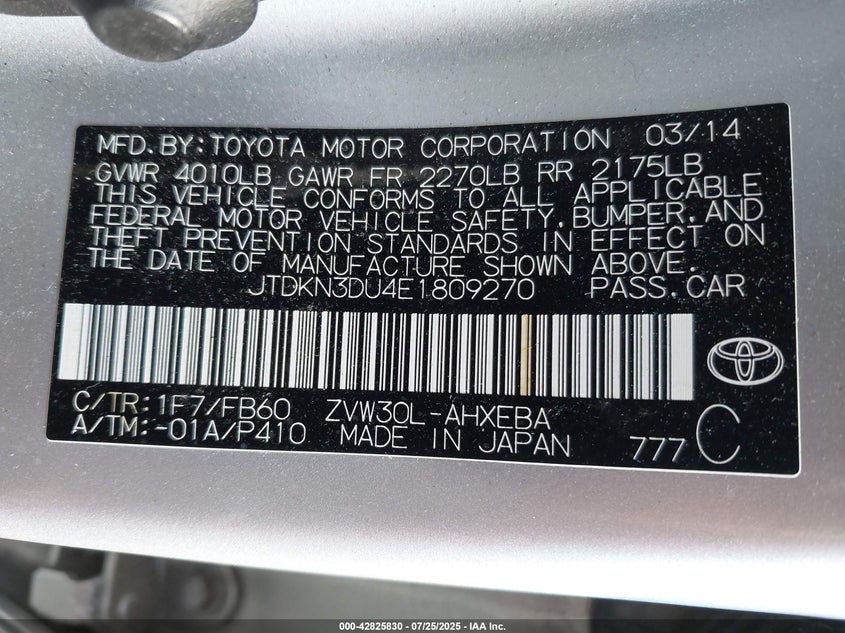 MFD. BY: TOYOTA MOTOR CORPORATION 03/14
GVWR 4010LB GAWR FR 2270LB RR 2175LB
THIS VEHICLE CONFORMS TO ALL APPLICABLE
FEDERAL MOTOR VEHICLE SAFETY, BUMPER, AND
THEFT PREVENTION STANDARDS IN EFFECT ON
THE DATE OF MANUFACTURE SHOWN ABOVE.
JTDKN3DU4E1809270 PASS. CAR
C/TR: 1F7/FB60 ZVW30L-AHXEBA
A/TM: -01A/P410 MADE IN JAPAN 777 C
000-42825830 - 07/25/2025 - IAA Inc.